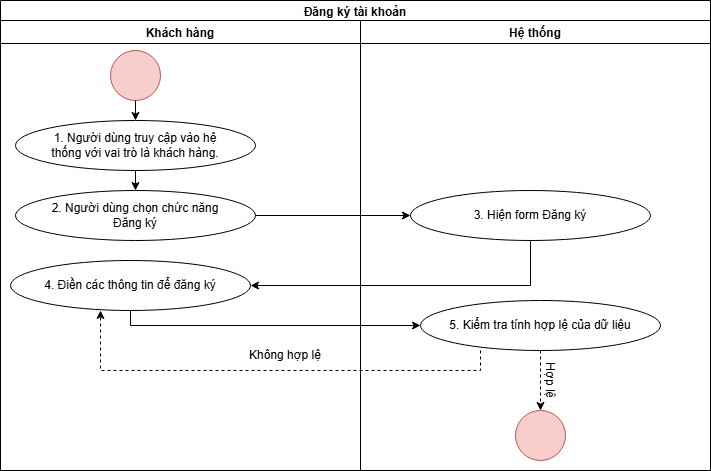 Đăng ký tài khoản
Khách hàng
Hệ thống
1. Người dùng truy cập vào hệ
thống với vai trò là khách hàng.
2. Người dùng chọn chức năng
Đăng ký
3. Hiện form Đăng ký
4. Điền các thông tin để đăng ký
5. Kiểm tra tính hợp lệ của dữ liệu
Không hợp lệ
Hợp lệ